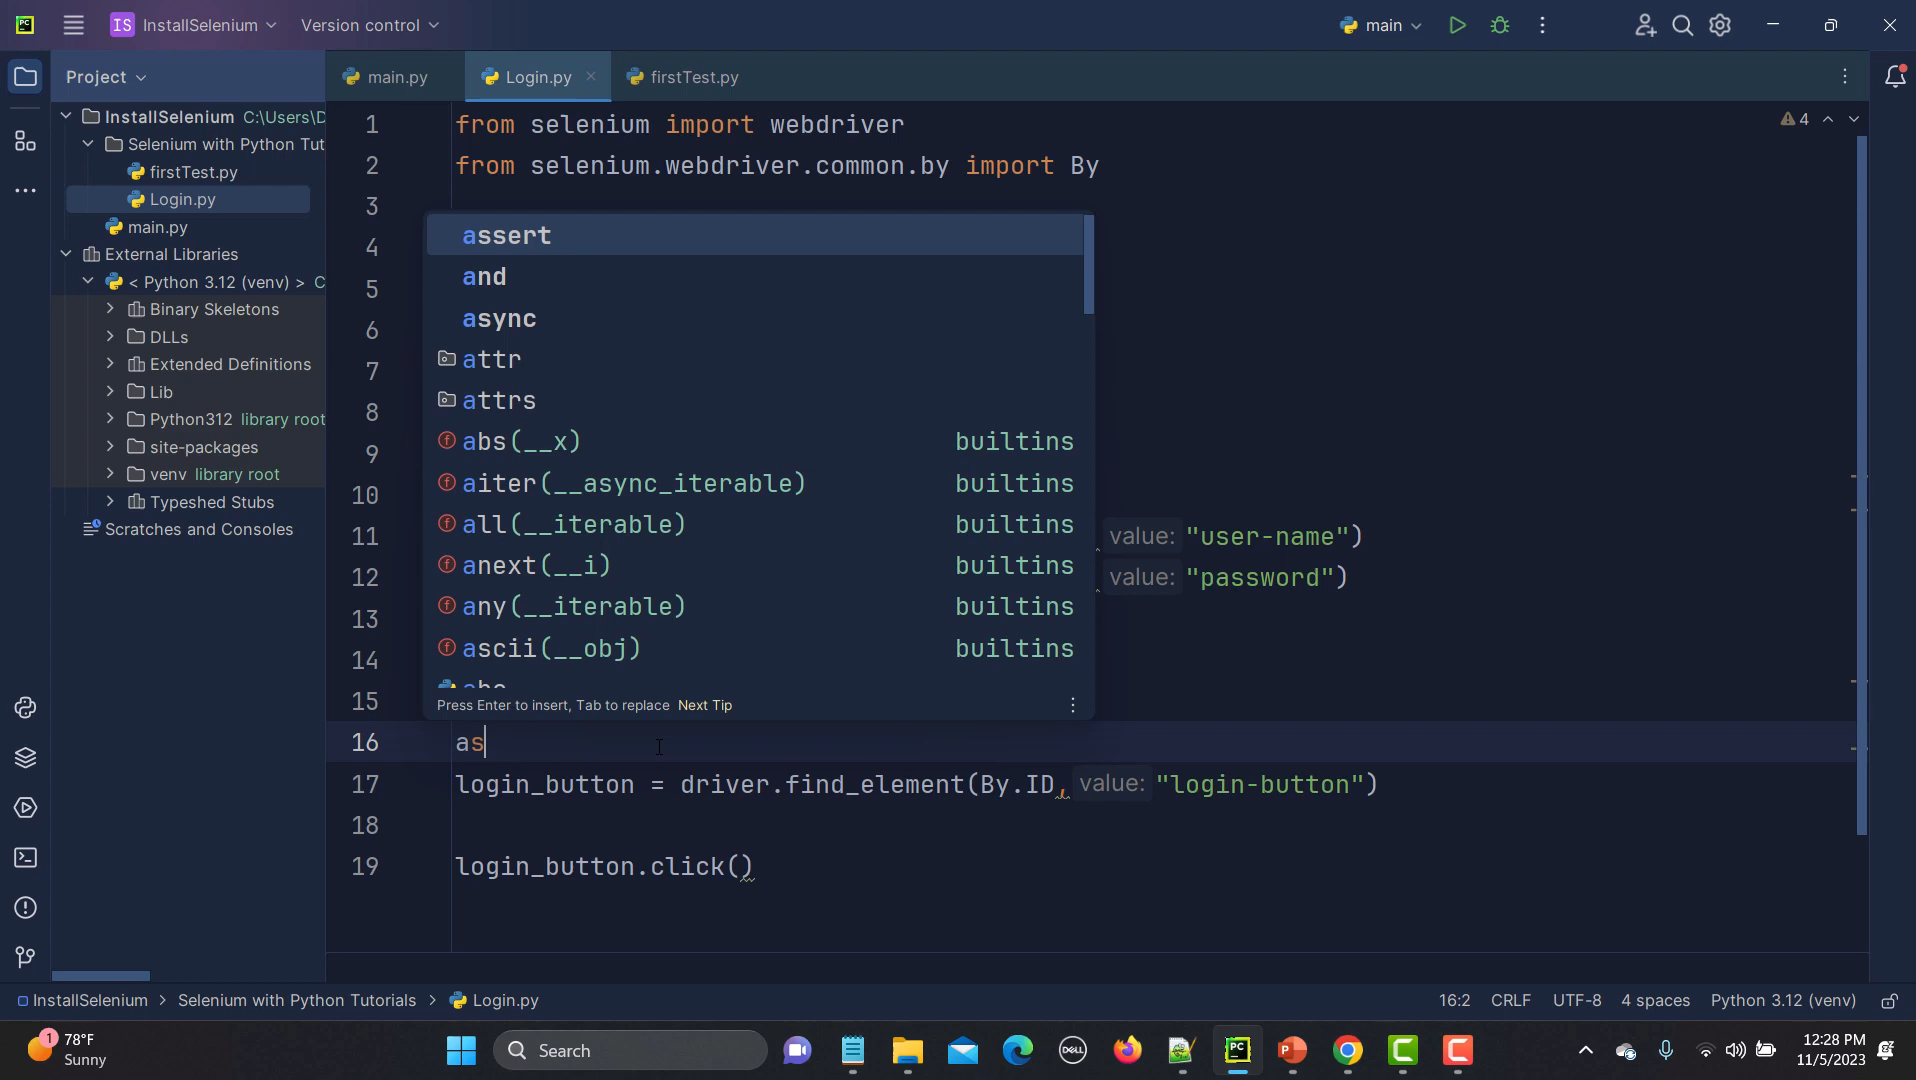 PC
IS InstallSelenium
Version control
main
Project
main.py
Login.py
firstTest.py
InstallSelenium C:\Users\D
Selenium with Python Tut
firstTest.py
Login.py
main.py
External Libraries
< Python 3.12 (venv) > C
Binary Skeletons
DLLs
Extended Definitions
Lib
Python312 library root
site-packages
venv library root
Typeshed Stubs
Scratches and Consoles
4
1 from selenium import webdriver
2 from selenium.webdriver.common.by import By
3
4
5
6
7
8
9
10
11 value: "user-name")
12 value: "password")
13
14
15
16 as
17 login_button = driver.find_element(By.ID, value: "login-button")
18
19 login_button.click()
assert
and
async
attr
attrs
abs(__x) builtins
aiter(__async_iterable) builtins
all(__iterable) builtins
anext(__i) builtins
any(__iterable) builtins
ascii(__obj) builtins
Press Enter to insert, Tab to replace Next Tip
InstallSelenium > Selenium with Python Tutorials > Login.py
16:2 CRLF UTF-8 4 spaces Python 3.12 (venv)
1
78°F
Sunny
Search
DELL
PC
P
C
C
12:28 PM
11/5/2023